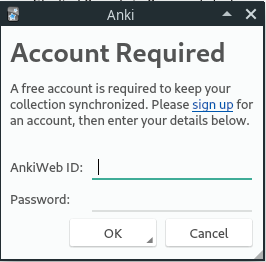 Anki
Account Required
A free account is required to keep your
collection synchronized. Please sign up for
an account, then enter your details below.
AnkiWeb ID:
Password:
OK
Cancel